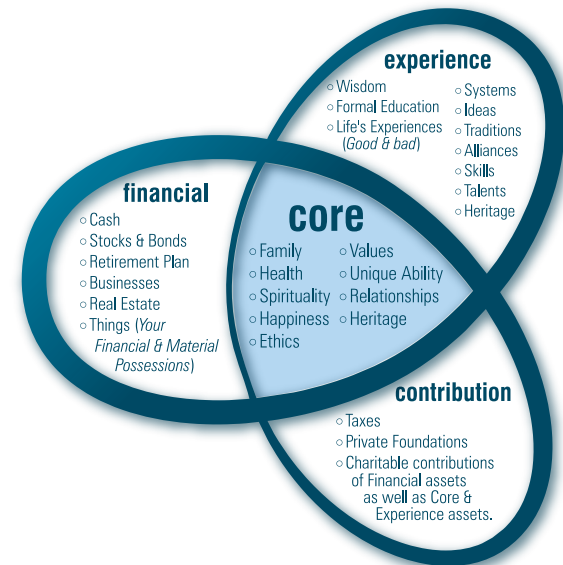 experience
○ Wisdom
○ Formal Education
○ Life's Experiences
(Good & bad)
○ Systems
○ Ideas
○ Traditions
○ Alliances
○ Skills
○ Talents
○ Heritage
financial
○ Cash
○ Stocks & Bonds
○ Retirement Plan
○ Businesses
○ Real Estate
○ Things (Your
Financial & Material
Possessions)
core
○ Family
○ Health
○ Spirituality
○ Happiness
○ Ethics
○ Values
○ Unique Ability
○ Relationships
○ Heritage
contribution
○ Taxes
○ Private Foundations
○ Charitable contributions
of Financial assets
as well as Core &
Experience assets.